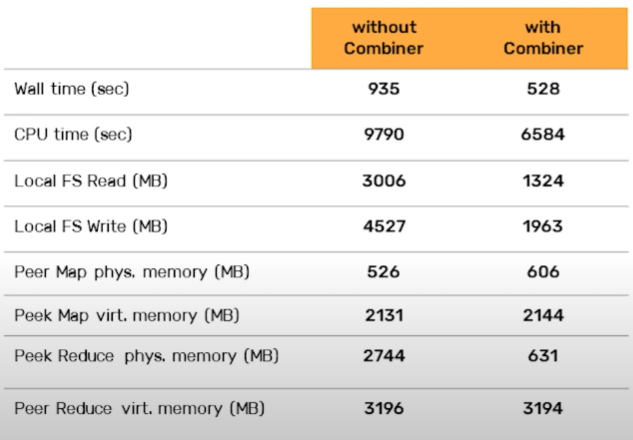 without with
Combiner Combiner
Wall time (sec) 935 528
CPU time (sec) 9790 6584
Local FS Read (MB) 3006 1324
Local FS Write (MB) 4527 1963
Peer Map phys. memory (MB) 526 606
Peek Map virt. memory (MB) 2131 2144
Peek Reduce phys. memory (MB) 2744 631
Peer Reduce virt. memory (MB) 3196 3194